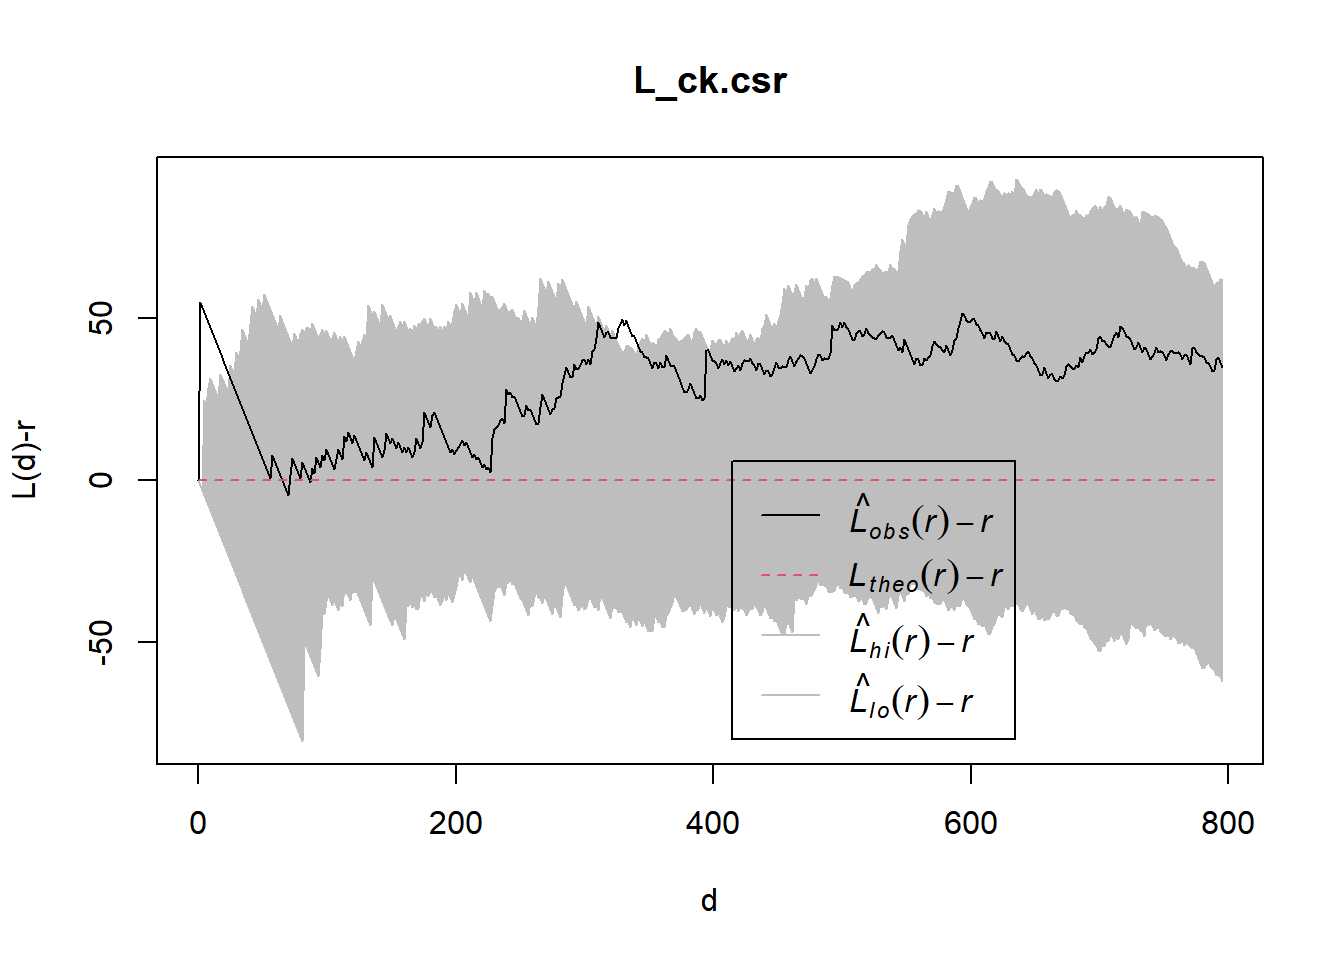 L_ck.csr
L(d)-r
50
0
-50
L̂obs(r) – r
Ltheo(r) – r
L̂hi(r) – r
L̂lo(r) – r
0 200 400 600 800
d